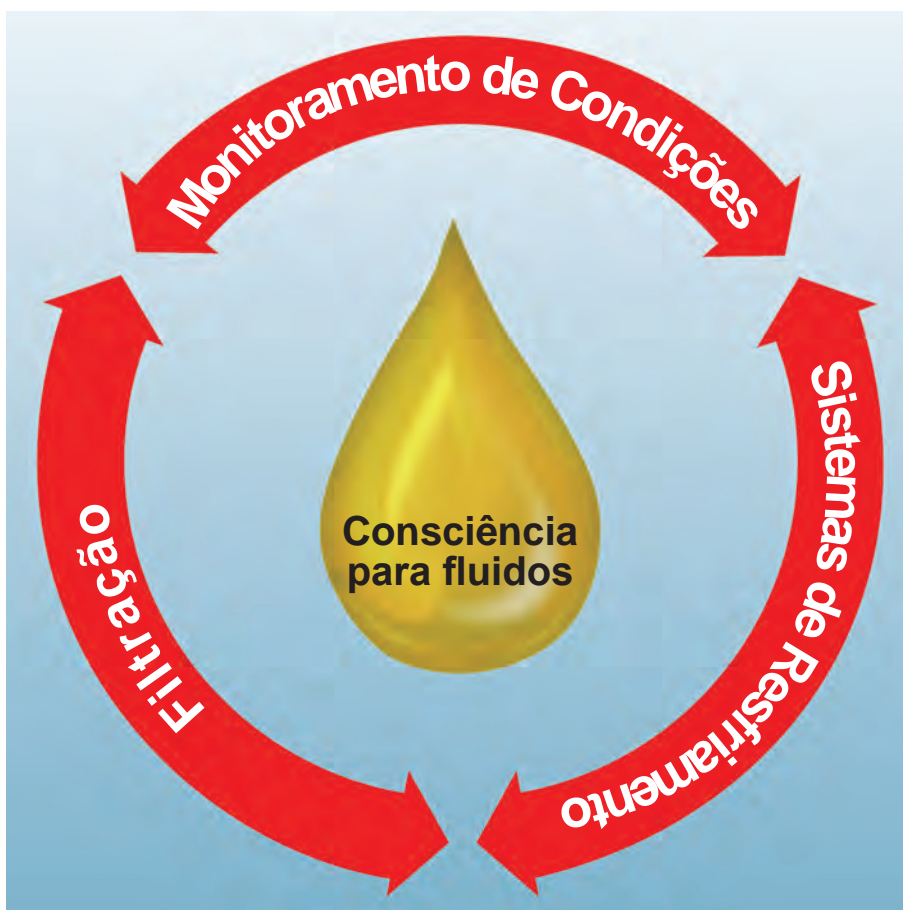 Monitoramento de Condições
Sistemas de Resfriamento
Filtração
Consciência
para fluidos